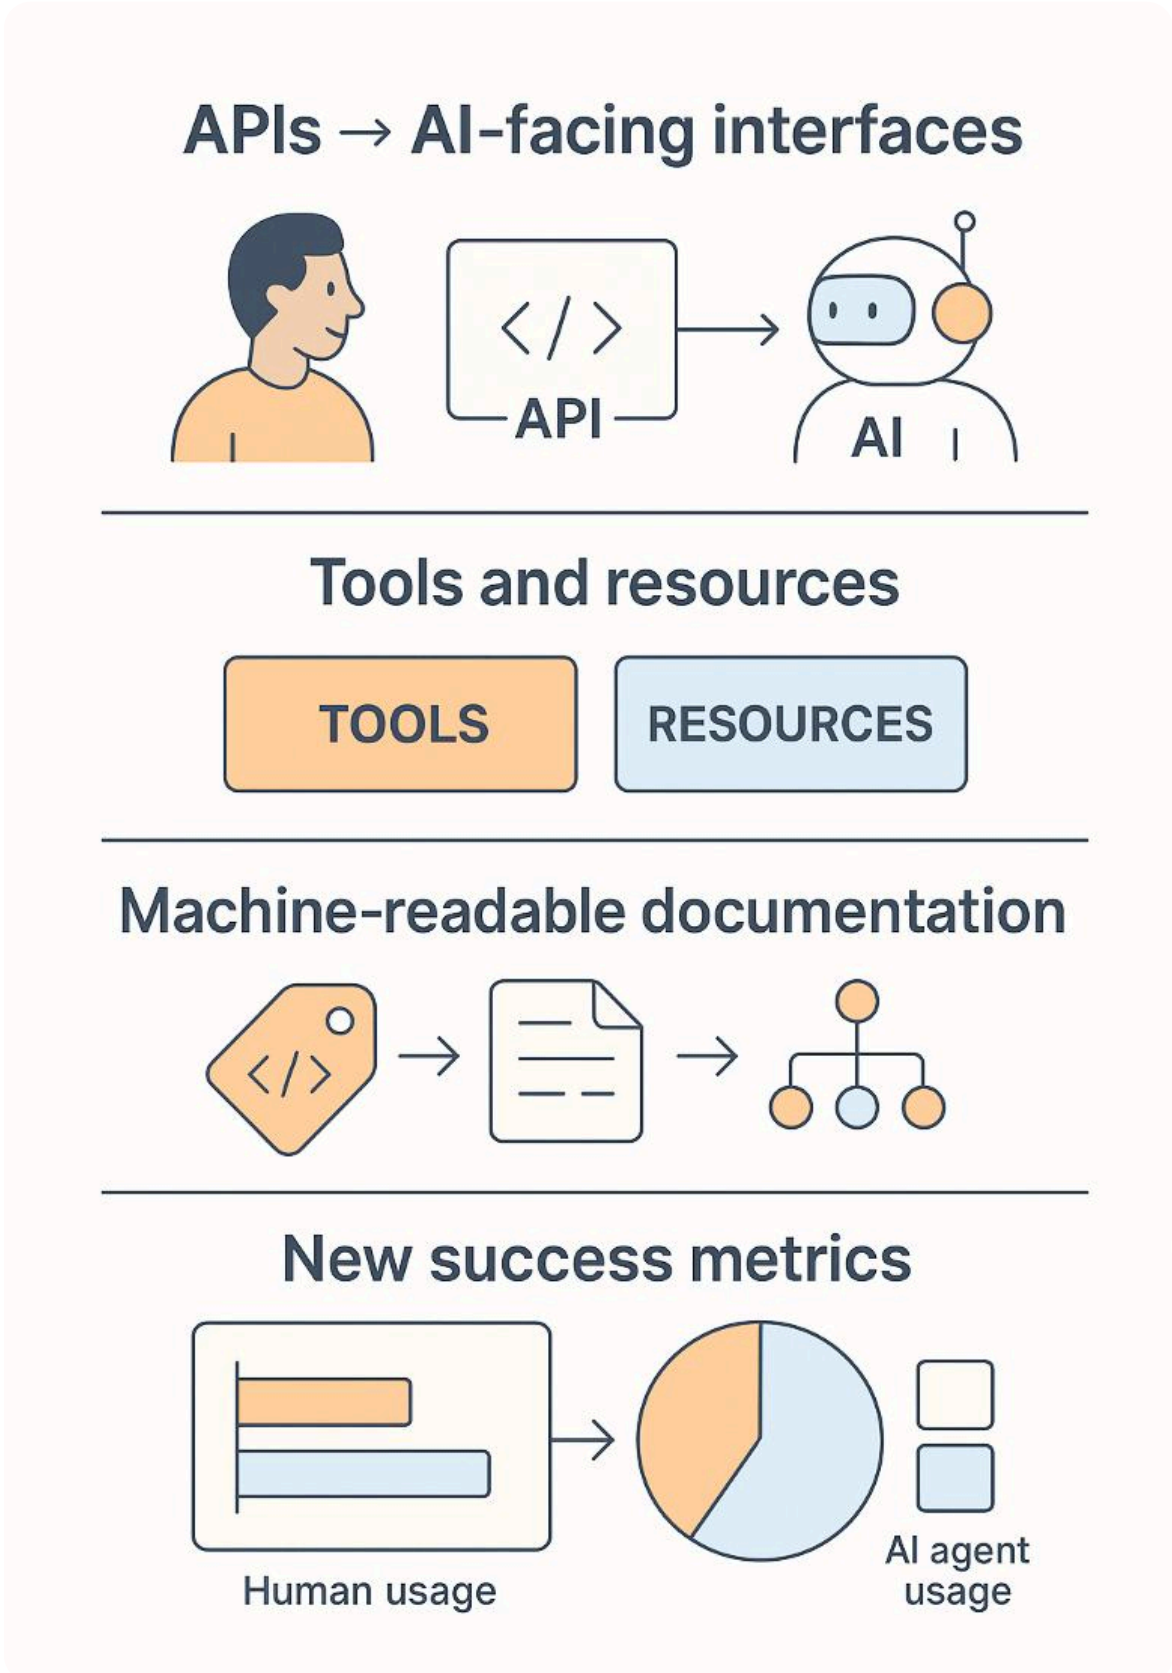 APIs → AI-facing interfaces
</>
API
AI
Tools and resources
TOOLS
RESOURCES
Machine-readable documentation
</>
New success metrics
Human usage
AI agent
usage